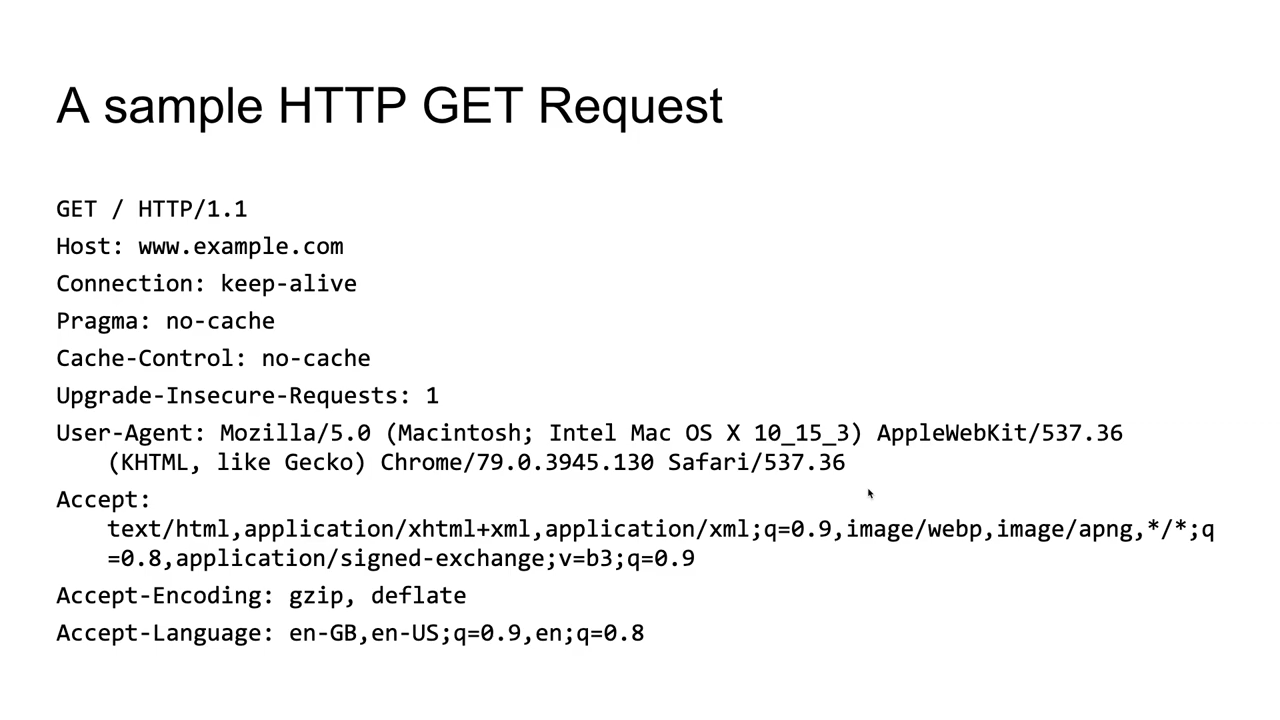 A sample HTTP GET Request
GET / HTTP/1.1
Host: www.example.com
Connection: keep-alive
Pragma: no-cache
Cache-Control: no-cache
Upgrade-Insecure-Requests: 1
User-Agent: Mozilla/5.0 (Macintosh; Intel Mac OS X 10_15_3) AppleWebKit/537.36
(KHTML, like Gecko) Chrome/79.0.3945.130 Safari/537.36
Accept:
text/html,application/xhtml+xml,application/xml;q=0.9,image/webp,image/apng,*/*;q
=0.8,application/signed-exchange;v=b3;q=0.9
Accept-Encoding: gzip, deflate
Accept-Language: en-GB,en-US;q=0.9,en;q=0.8